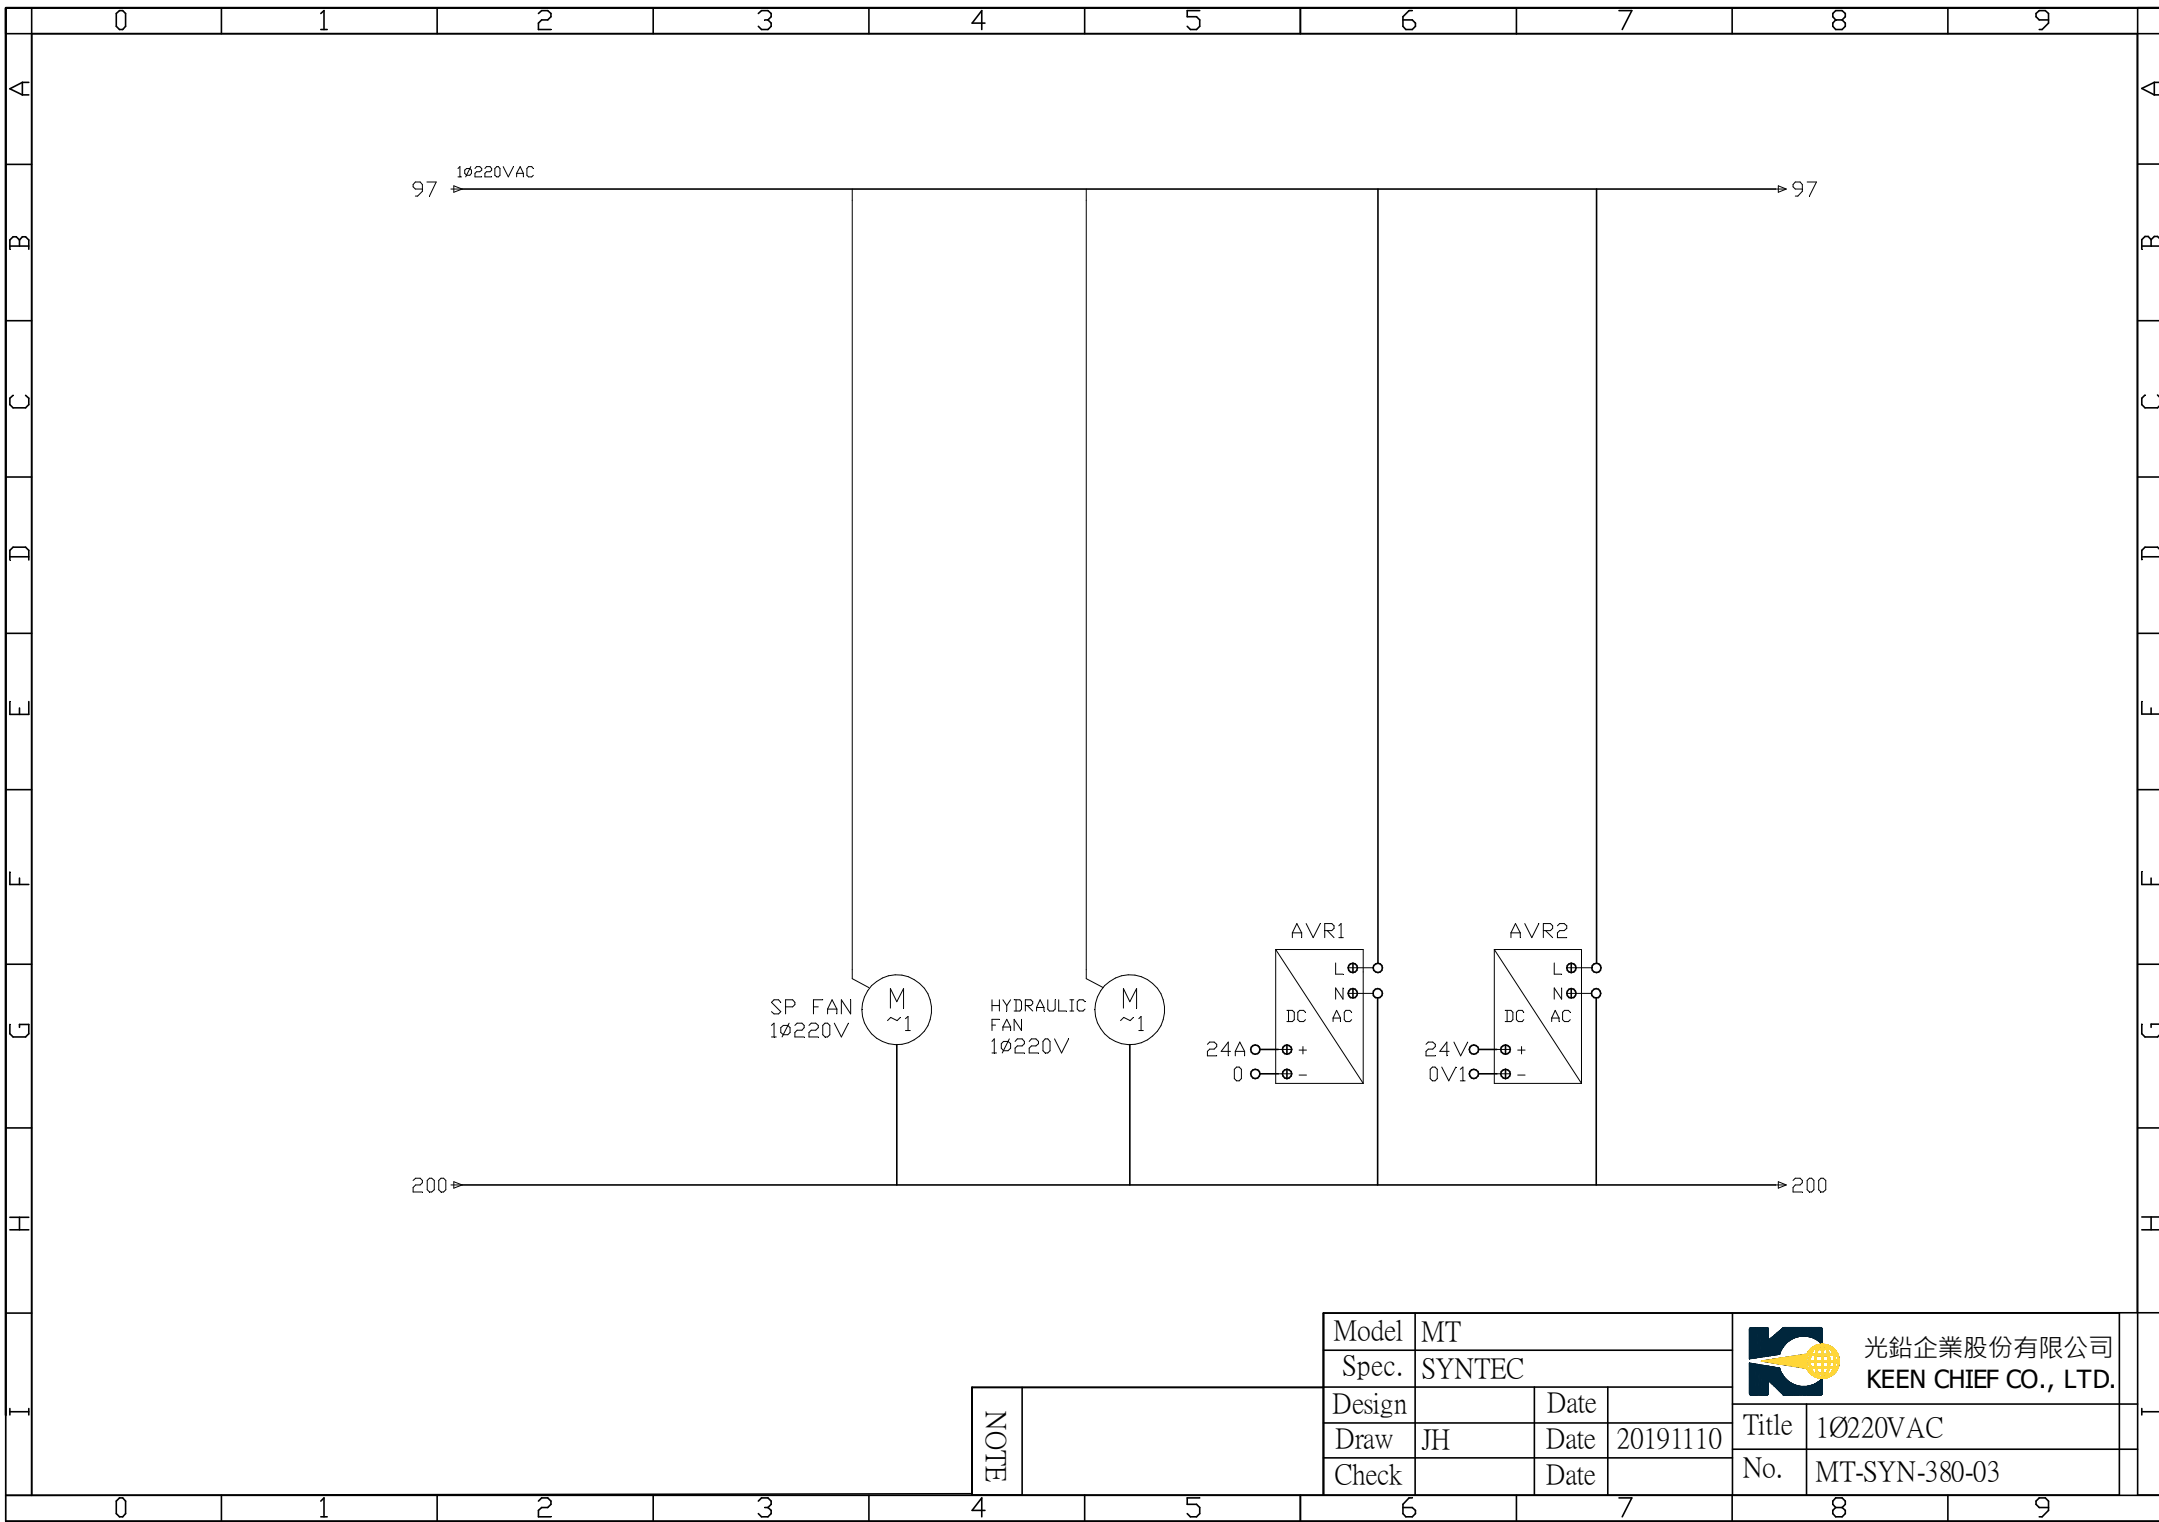 0 1 2 3 4 5 6 7 8 9
A A
1ø220VAC
97 97
B B
C C
D D
E E
F F
AVR1 AVR2
L L
N N
SP FAN M HYDRAULIC M
1ø220V ~1 FAN ~1
1ø220V
DC AC DC AC
G G
24A + 24V +
0 - 0V1 -
200 200
H H
Model MT
Spec. SYNTEC
光鉛企業股份有限公司
KEEN CHIEF CO., LTD.
I I
NOTE
Design Date
Draw JH Date 20191110
Check Date
Title 1Ø220VAC
No. MT-SYN-380-03
0 1 2 3 4 5 6 7 8 9